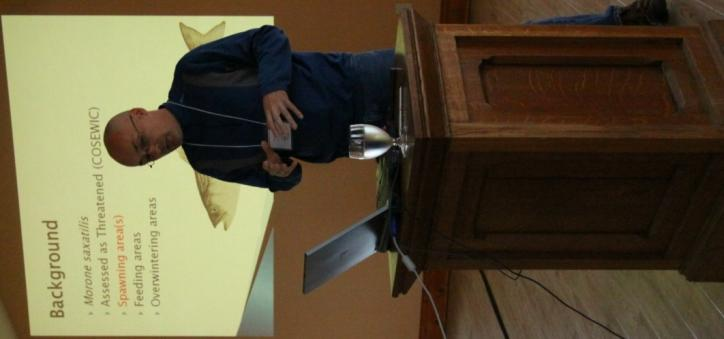 Background
› Morone saxatilis
› Assessed as Threatened (COSEWIC)
› Spawning area(s)
› Feeding areas
› Overwintering areas